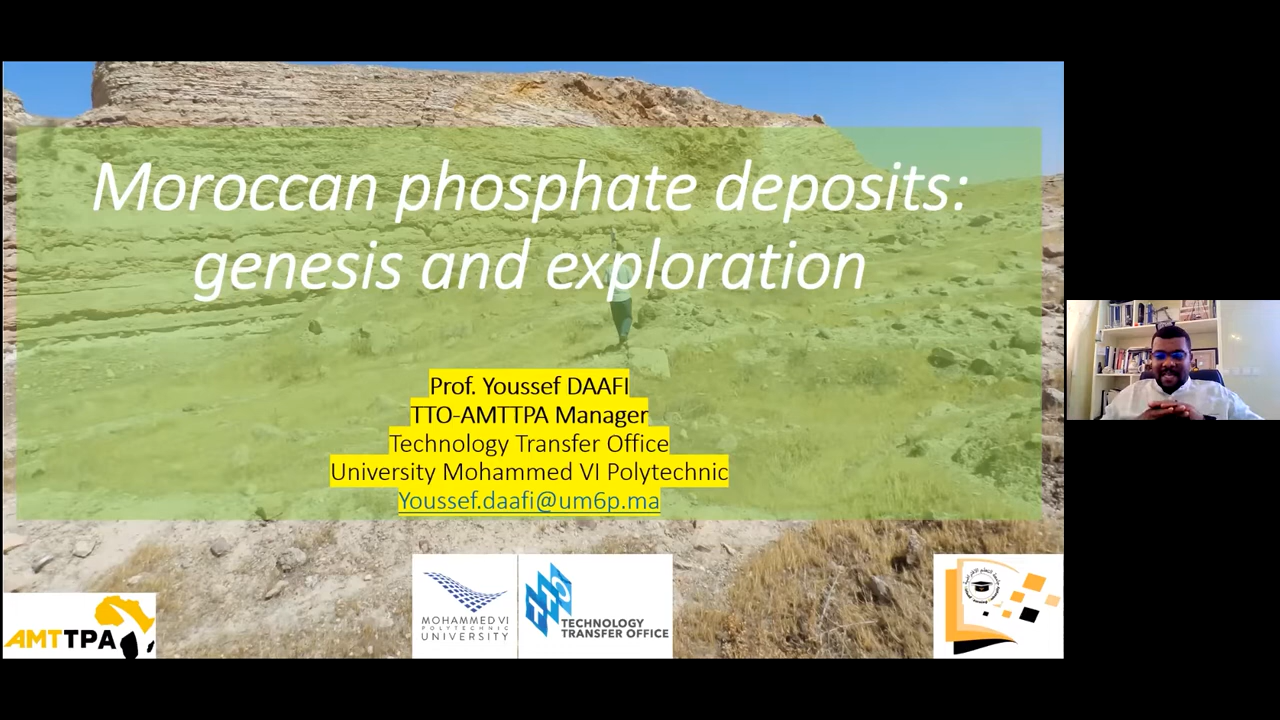 Moroccan phosphate deposits:
genesis and exploration
Prof. Youssef DAAFI
TTO-AMTTPA Manager
Technology Transfer Office
University Mohammed VI Polytechnic
Youssef.daafi@um6p.ma
AMTTPA
MOHAMMED VI
POLYTECHNIC
UNIVERSITY
TECHNOLOGY
TRANSFER OFFICE